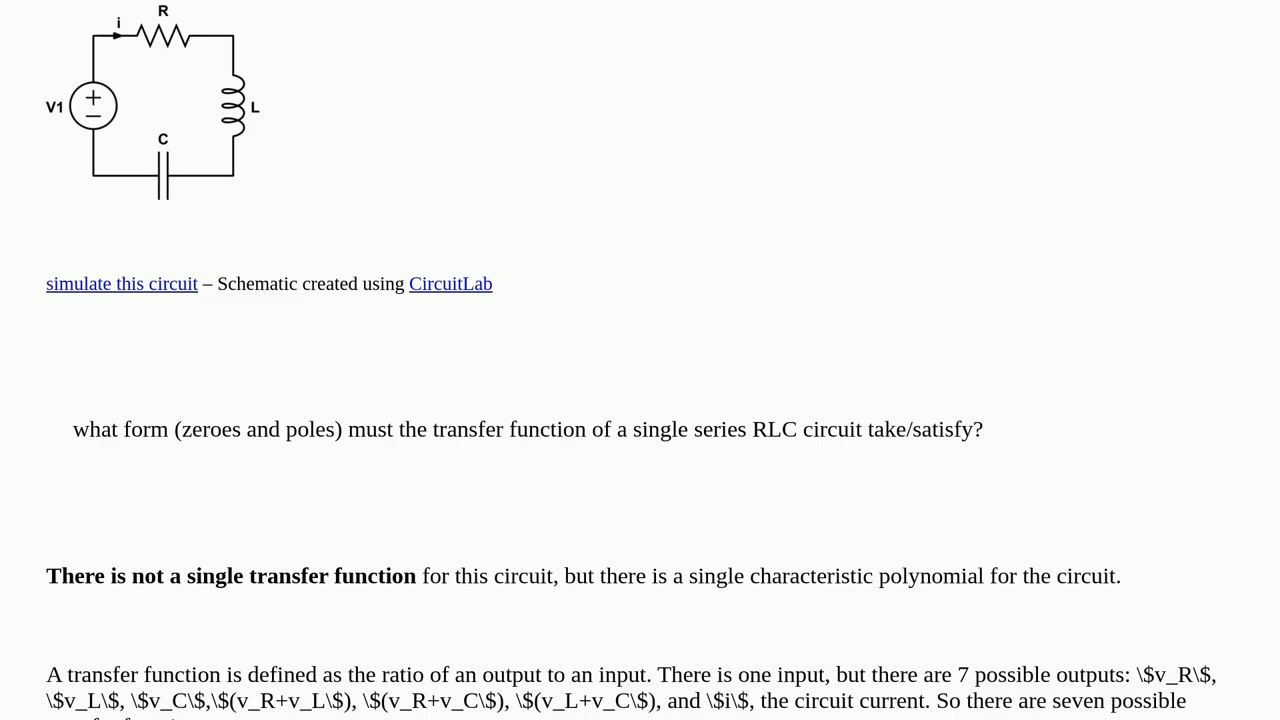 R
i
V1
L
C
simulate this circuit – Schematic created using CircuitLab
what form (zeroes and poles) must the transfer function of a single series RLC circuit take/satisfy?
There is not a single transfer function for this circuit, but there is a single characteristic polynomial for the circuit.
A transfer function is defined as the ratio of an output to an input. There is one input, but there are 7 possible outputs: \$v_R\$,
\$v_L\$, \$v_C\$,\$(v_R+v_L\$), \$(v_R+v_C\$), \$(v_L+v_C\$), and \$i\$, the circuit current. So there are seven possible